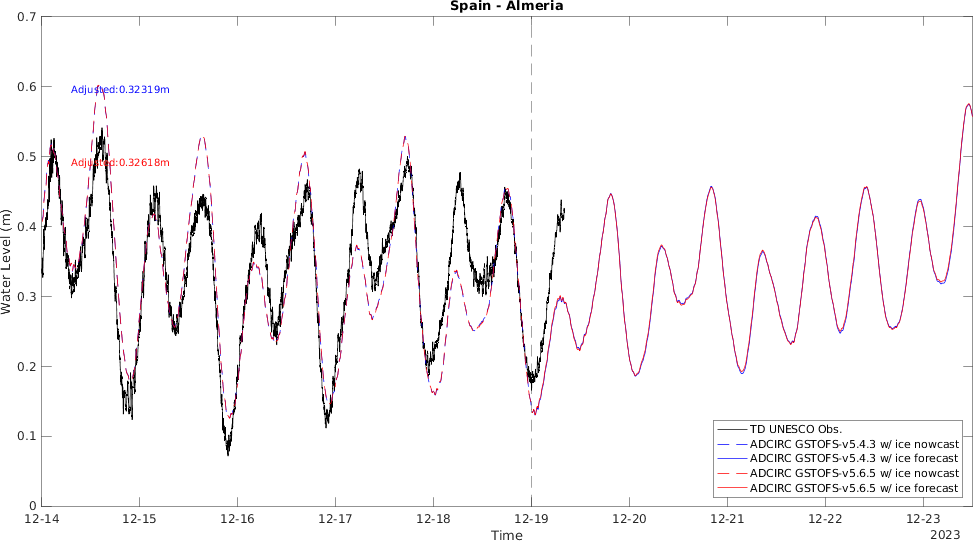 Spain - Almeria
0.7
0.6
0.5
0.4
0.3
0.2
0.1
0
Water Level (m)
Adjusted:0.32319m
Adjusted:0.32618m
TD UNESCO Obs.
ADCIRC GSTOFS-v5.4.3 w/ ice nowcast
ADCIRC GSTOFS-v5.4.3 w/ ice forecast
ADCIRC GSTOFS-v5.6.5 w/ ice nowcast
ADCIRC GSTOFS-v5.6.5 w/ ice forecast
12-14 12-15 12-16 12-17 12-18 12-19 12-20 12-21 12-22 12-23
Time
2023